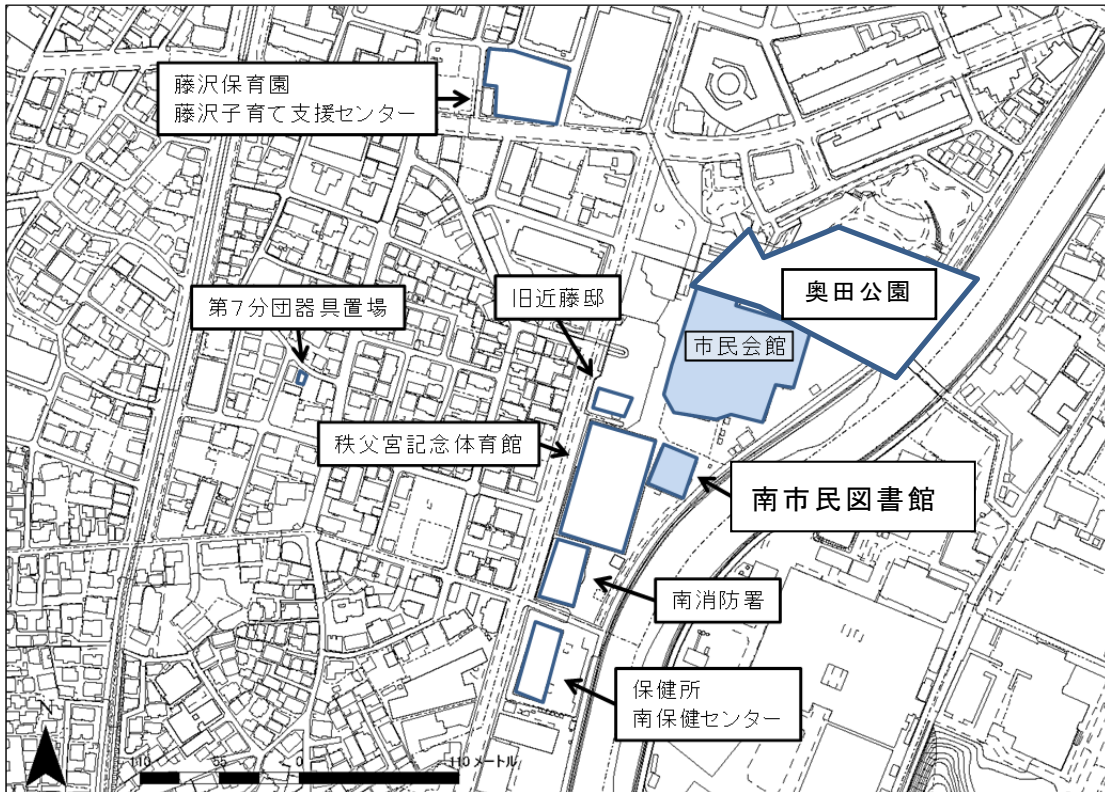 藤沢保育園
藤沢子育て支援センター
旧近藤邸
奥田公園
第7分団器具置場
市民会館
秩父宮記念体育館
南市民図書館
南消防署
保健所
南保健センター
N
110 55 0 110 メートル